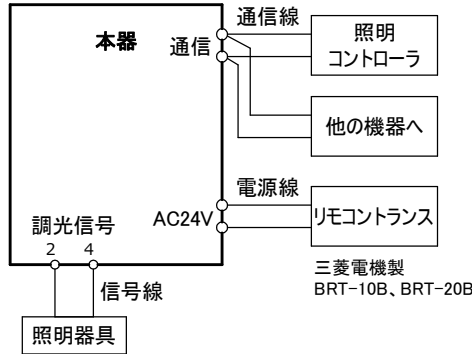 本器
通信線
通信
照明
コントローラ
他の機器へ
電源線
AC24V
リモコントランス
三菱電機製
BRT-10B、BRT-20B
調光信号
2 4
信号線
照明器具